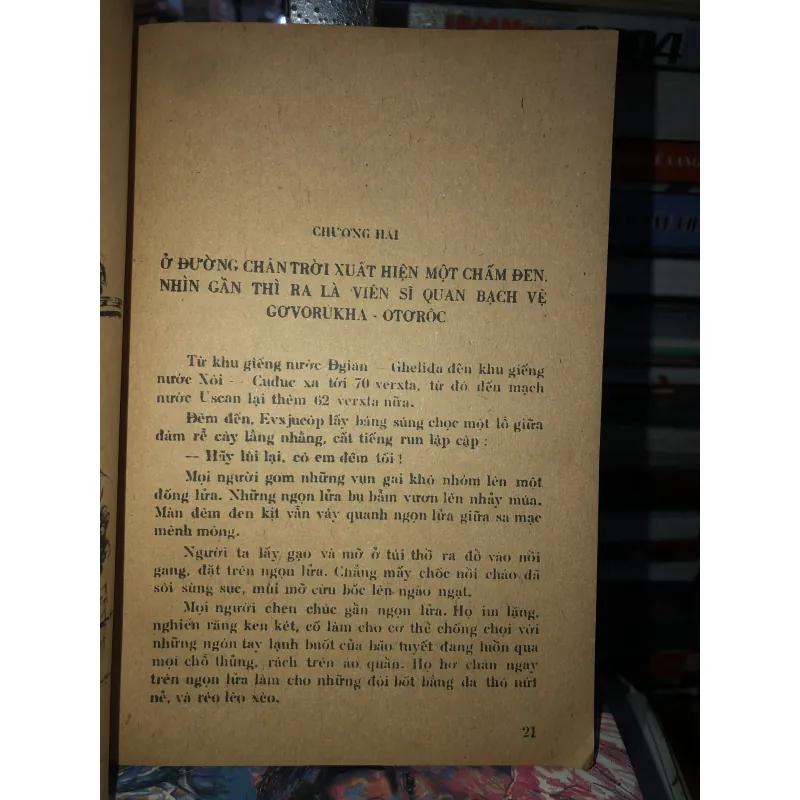 CHƯƠNG HAI
Ở ĐƯỜNG CHÂN TRỜI XUẤT HIỆN MỘT CHẤM ĐEN.
NHÌN GẦN THÌ RA LÀ VIÊN SĨ QUAN BẠCH VỆ
GƠVORUKHA - OTƠRÔC
Từ khu giếng nước Đgian — Ghelida đến khu giếng
nước Xôi — Cuđuc xa tới 70 verxta, từ đó đến mạch
nước Uscan lại thêm 62 verxta nữa.
Đêm đến, Evxjucôp lấy báng súng chọc một lỗ giữa
đám rễ cây lằng nhằng, cất tiếng run lập cập :
— Hãy lùi lại, cỏ em đêm tối !
Mọi người gom những vụn gai khô nhóm lên một
đống lửa. Những ngọn lửa bụ bẫm vươn lên nhảy múa.
Màn đêm đen kịt vẫn vây quanh ngọn lửa giữa sa mạc
mênh mông.
Người ta lấy gạo và mỡ ở túi thồ ra đổ vào nồi
gang, đặt trên ngọn lửa. Chẳng mấy chốc nồi cháo đã
sôi sùng sục, mùi mỡ cừu bốc lên ngào ngạt.
Mọi người chen chúc gần ngọn lửa. Họ im lặng,
nghiến răng ken két, cố làm cho cơ thể chống chọi với
những ngón tay lạnh buốt của bão tuyết đang luồn qua
mọi chỗ thủng, rách trên áo quần. Họ hơ chân ngay
trên ngọn lửa làm cho những đôi bốt bằng da thô nứt
nẻ, và réo lèo xèo.
21